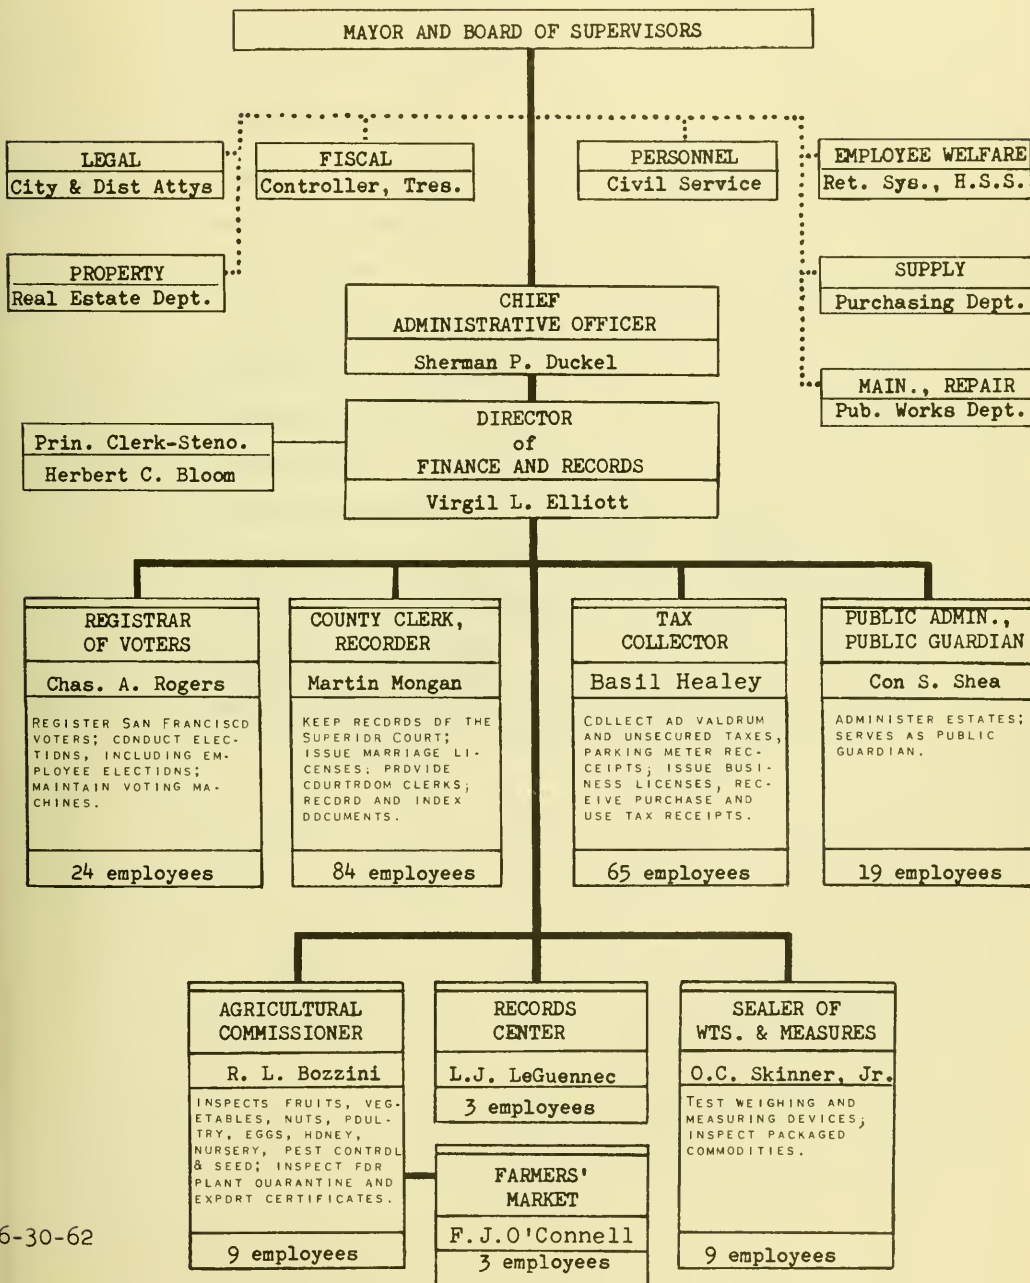 MAYOR AND BOARD OF SUPERVISORS
LEGAL
City & Dist Attys
FISCAL
Controller, Tres.
PERSONNEL
Civil Service
EMPLOYEE WELFARE
Ret. Sys., H.S.S.
PROPERTY
Real Estate Dept.
SUPPLY
Purchasing Dept.
MAIN., REPAIR
Pub. Works Dept.
CHIEF
ADMINISTRATIVE OFFICER
Sherman P. Duckel
Prin. Clerk-Steno.
Herbert C. Bloom
DIRECTOR
of
FINANCE AND RECORDS
Virgil L. Elliott
REGISTRAR
OF VOTERS
Chas. A. Rogers
REGISTER SAN FRANCISCO
VOTERS; CONDUCT ELEC-
TIONS, INCLUDING EM-
PLOYEE ELECTIONS;
MAINTAIN VOTING MA-
CHINES.
24 employees
COUNTY CLERK,
RECORDER
Martin Mongan
KEEP RECORDS OF THE
SUPERIOR COURT;
ISSUE MARRIAGE LI-
CENSES; PROVIDE
COURTROOM CLERKS;
RECORD AND INDEX
DOCUMENTS.
84 employees
TAX
COLLECTOR
Basil Healey
COLLECT AD VALORUM
AND UNSECURED TAXES,
PARKING METER REC-
CEIPTS; ISSUE BUSI-
NESS LICENSES, REC-
EIVE PURCHASE AND
USE TAX RECEIPTS.
65 employees
PUBLIC ADMIN.,
PUBLIC GUARDIAN
Con S. Shea
ADMINISTER ESTATES;
SERVES AS PUBLIC
GUARDIAN.
19 employees
AGRICULTURAL
COMMISSIONER
R. L. Bozzini
INSPECTS FRUITS, VEG-
ETABLES, NUTS, POUL-
TRY, EGGS, HONEY,
NURSERY, PEST CONTROL
& SEED; INSPECT FOR
PLANT QUARANTINE AND
EXPORT CERTIFICATES.
9 employees
RECORDS
CENTER
L.J. LeGuennec
3 employees
FARMERS'
MARKET
F.J.O'Connell
3 employees
SEALER OF
WTS. & MEASURES
O.C. Skinner, Jr.
TEST WEIGHING AND
MEASURING DEVICES;
INSPECT PACKAGED
COMMODITIES.
9 employees
6-30-62